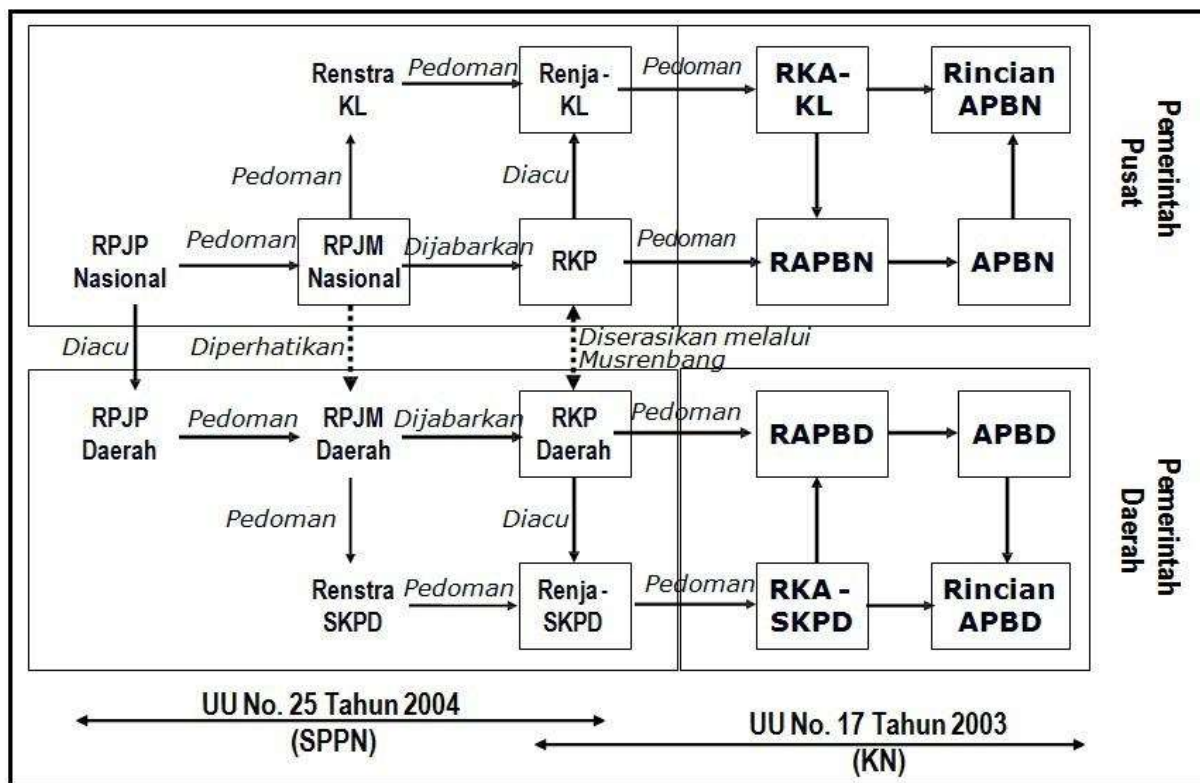 Renstra
KL
Pedoman
Renja-
KL
Pedoman
RKA-
KL
Rincian
APBN
Pemerintah
Pusat
Pedoman
Diacu
RPJP
Nasional
Pedoman
RPJM
Nasional
Dijabarkan
RKP
Pedoman
RAPBN
APBN
Diacu
Diperhatikan
Diserasikan melalui
Musrenbang
RPJP
Daerah
Pedoman
RPJM
Daerah
Dijabarkan
RKP
Daerah
Pedoman
RAPBD
APBD
Pemerintah
Daerah
Pedoman
Diacu
Renstra
SKPD
Pedoman
Renja-
SKPD
Pedoman
RKA-
SKPD
Rincian
APBD
UU No. 25 Tahun 2004
(SPPN)
UU No. 17 Tahun 2003
(KN)